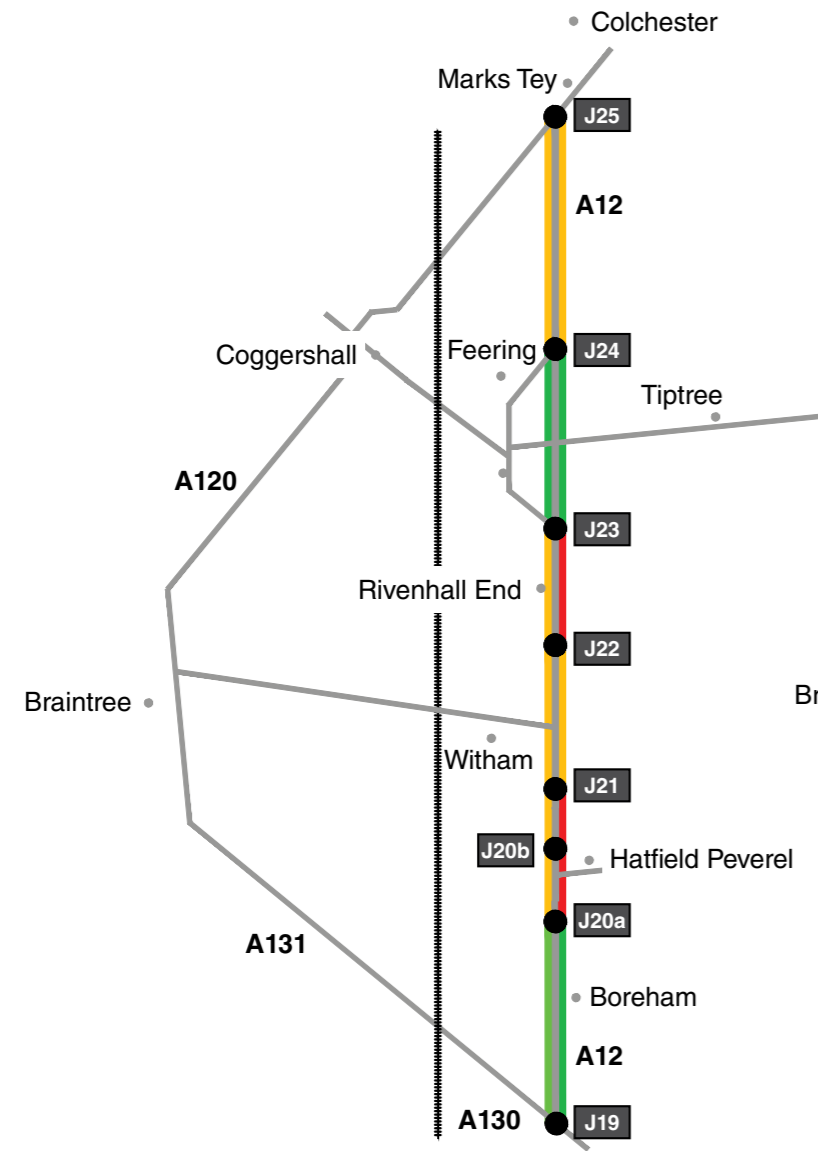 Colchester
Marks Tey
J25
A12
Coggershall
Feering
J24
Tiptree
A120
J23
Rivenhall End
J22
Braintree
Br
Witham
J21
J20b
Hatfield Peverel
J20a
A131
Boreham
A12
A130
J19